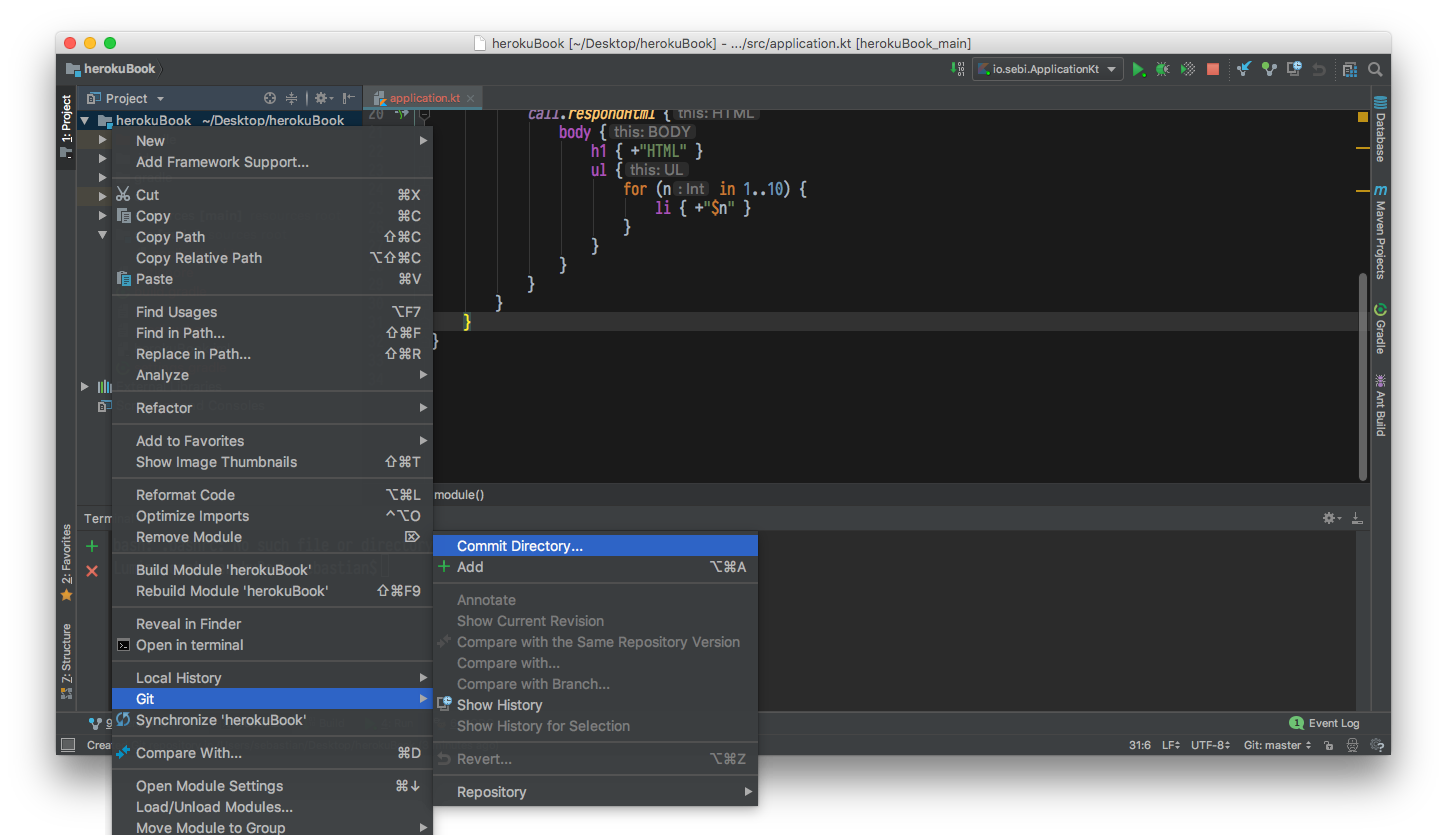 herokuBook [~/Desktop/herokuBook] - .../src/application.kt [herokuBook_main]
herokuBook
io.sebi.ApplicationKt
1: Project
Project
application.kt
herokuBook ~/Desktop/herokuBook
20
call.respondHtml { this: HTML
body { this: BODY
h1 { +"HTML" }
ul { this: UL
for (n : Int in 1..10) {
li { +"$n" }
}
}
}
}
}
}
}
module()
New
Add Framework Support...
Cut ⌘X
Copy ⌘C
Copy Path ⇧⌘C
Copy Relative Path ⌥⇧⌘C
Paste ⌘V
Find Usages ⌥F7
Find in Path... ⇧⌘F
Replace in Path... ⇧⌘R
Analyze
Refactor
Add to Favorites
Show Image Thumbnails ⇧⌘T
Reformat Code ⌥⌘L
Optimize Imports ^⌥O
Remove Module ⌦
Build Module 'herokuBook'
Rebuild Module 'herokuBook' ⇧⌘F9
Reveal in Finder
Open in terminal
Local History
Git
Synchronize 'herokuBook'
Compare With... ⌘D
Open Module Settings ⌘↓
Load/Unload Modules...
Move Module to Group
Commit Directory...
Add ⌥⌘A
Annotate
Show Current Revision
Compare with the Same Repository Version
Compare with...
Compare with Branch...
Show History
Show History for Selection
Revert... ⌥⌘Z
Repository
Database
Maven Projects
Gradle
Ant Build
Term
2: Favorites
7: Structure
9
Crea
1 Event Log
31:6 LF UTF-8 Git: master